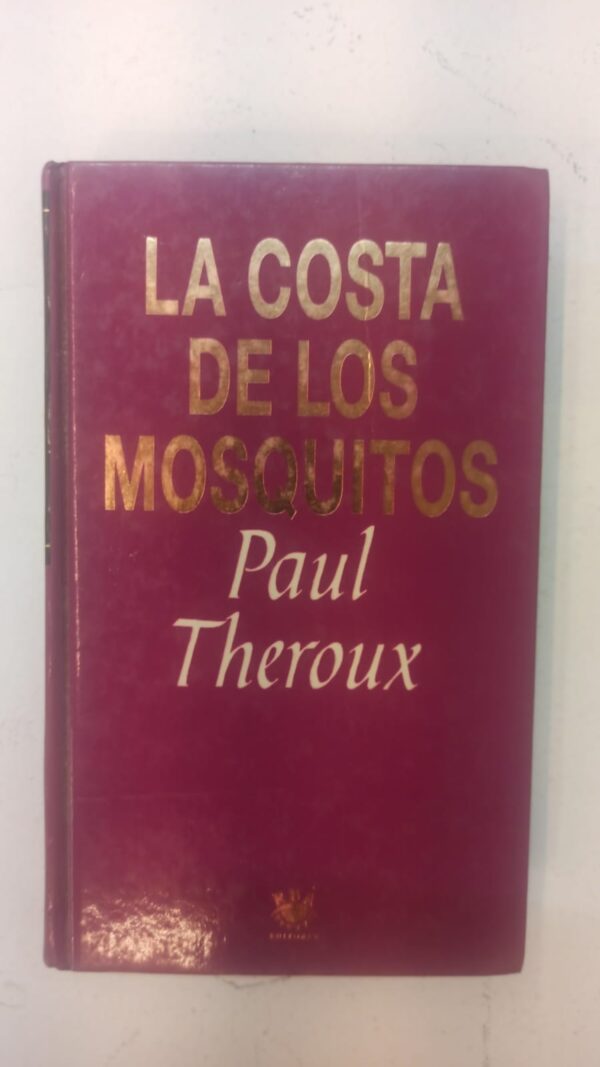 LA COSTA
DE LOS
MOSQUITOS
Paul
Theroux